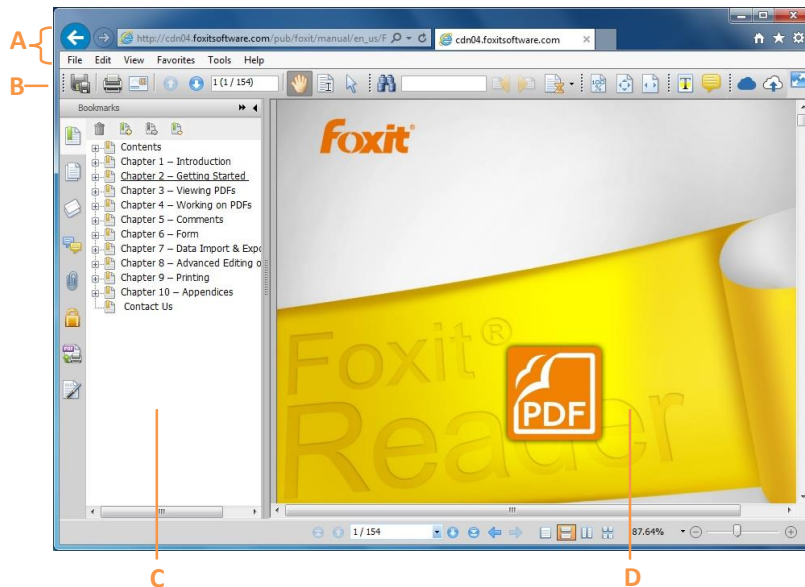 A
http://cdn04.foxitsoftware.com/pub/foxit/manual/en_us/F
cdn04.foxitsoftware.com
File Edit View Favorites Tools Help
B
1 (1 / 154)
Bookmarks
Contents
Chapter 1 – Introduction
Chapter 2 – Getting Started
Chapter 3 – Viewing PDFs
Chapter 4 – Working on PDFs
Chapter 5 – Comments
Chapter 6 – Form
Chapter 7 – Data Import & Expo
Chapter 8 – Advanced Editing o
Chapter 9 – Printing
Chapter 10 – Appendices
Contact Us
foxit
Foxit®
Reader
PDF
1 / 154
87.64%
C
D